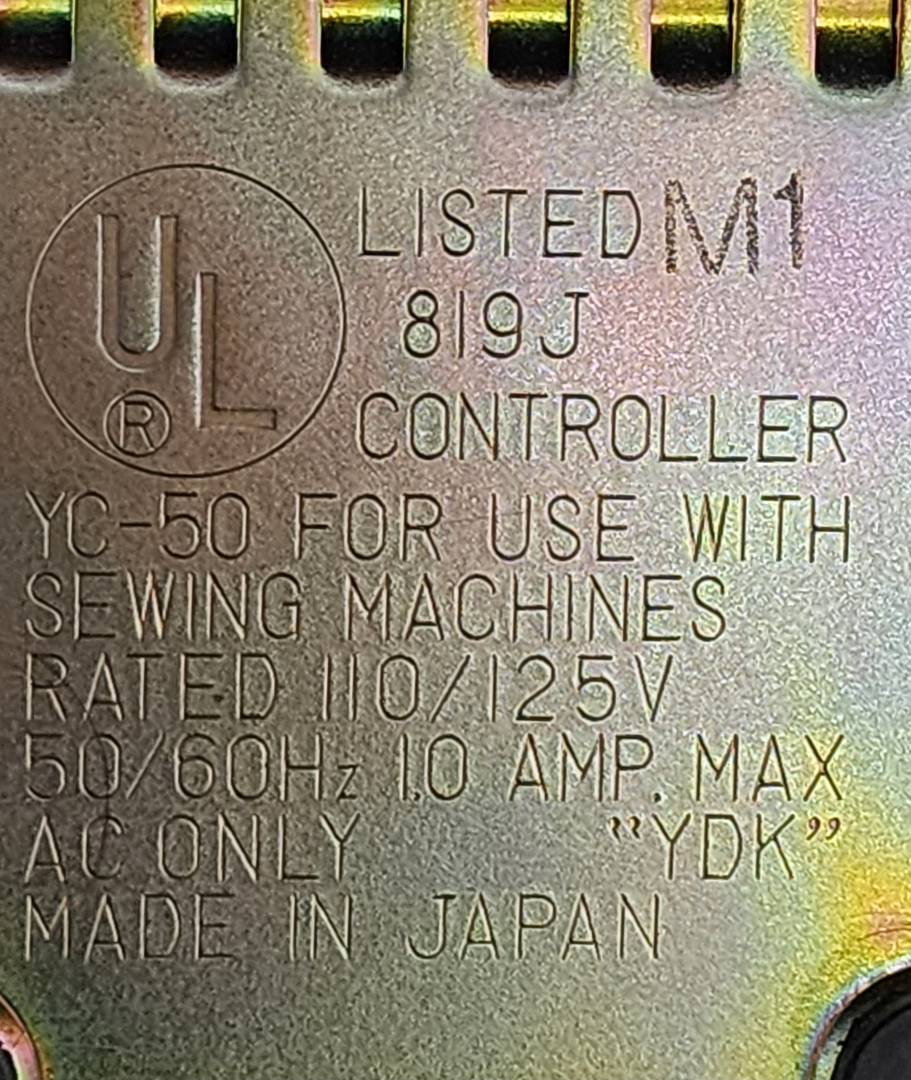 UL ® LISTED M1
819J
CONTROLLER
YC-50 FOR USE WITH
SEWING MACHINES
RATED 110/125V
50/60Hz 1.0 AMP. MAX
AC ONLY "YDK"
MADE IN JAPAN